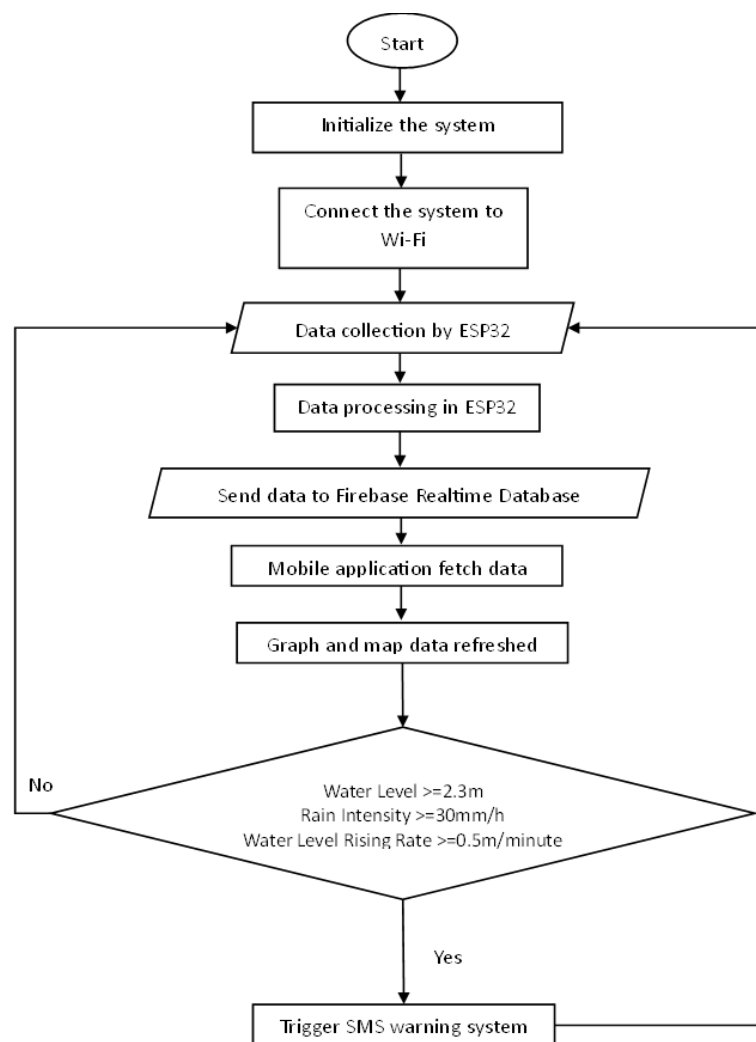 Start
Initialize the system
Connect the system to
Wi-Fi
Data collection by ESP32
Data processing in ESP32
Send data to Firebase Realtime Database
Mobile application fetch data
Graph and map data refreshed
No
Water Level >=2.3m
Rain Intensity >=30mm/h
Water Level Rising Rate >=0.5m/minute
Yes
Trigger SMS warning system